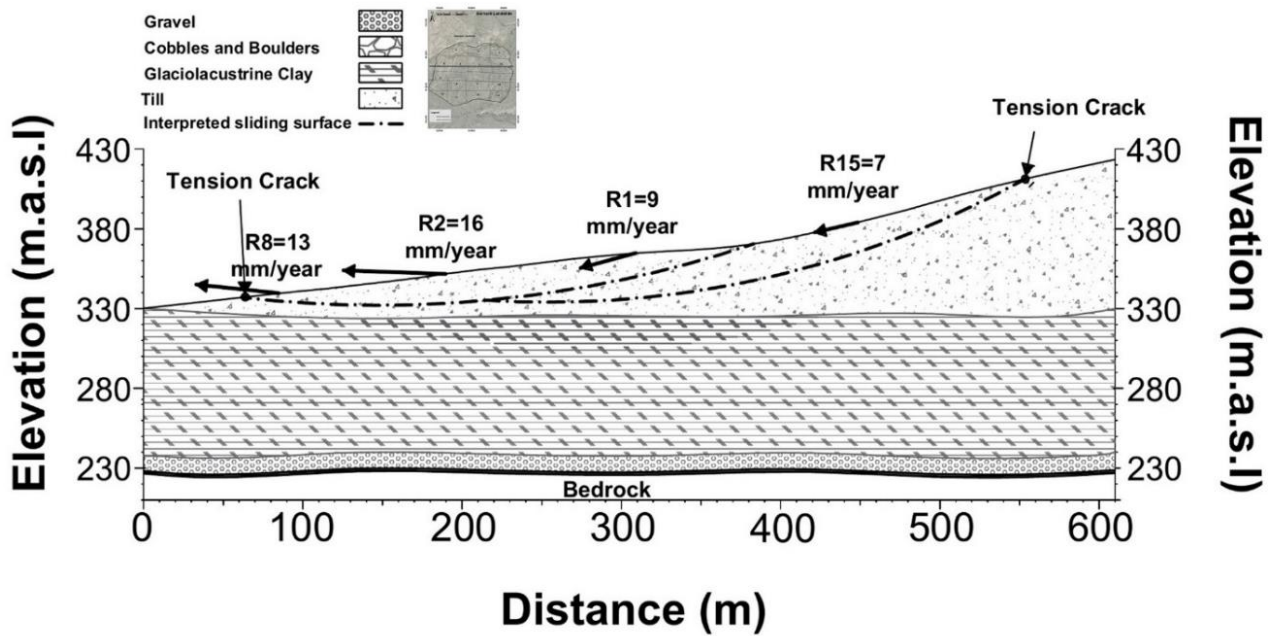 Gravel
Cobbles and Boulders
Glaciolacustrine Clay
Till
Interpreted sliding surface
Tension Crack
R15=7
mm/year
R1=9
mm/year
R2=16
mm/year
Tension Crack
R8=13
mm/year
Elevation (m.a.s.l)
430
380
330
280
230
430
380
330
280
230
Elevation (m.a.s.l)
Bedrock
0 100 200 300 400 500 600
Distance (m)